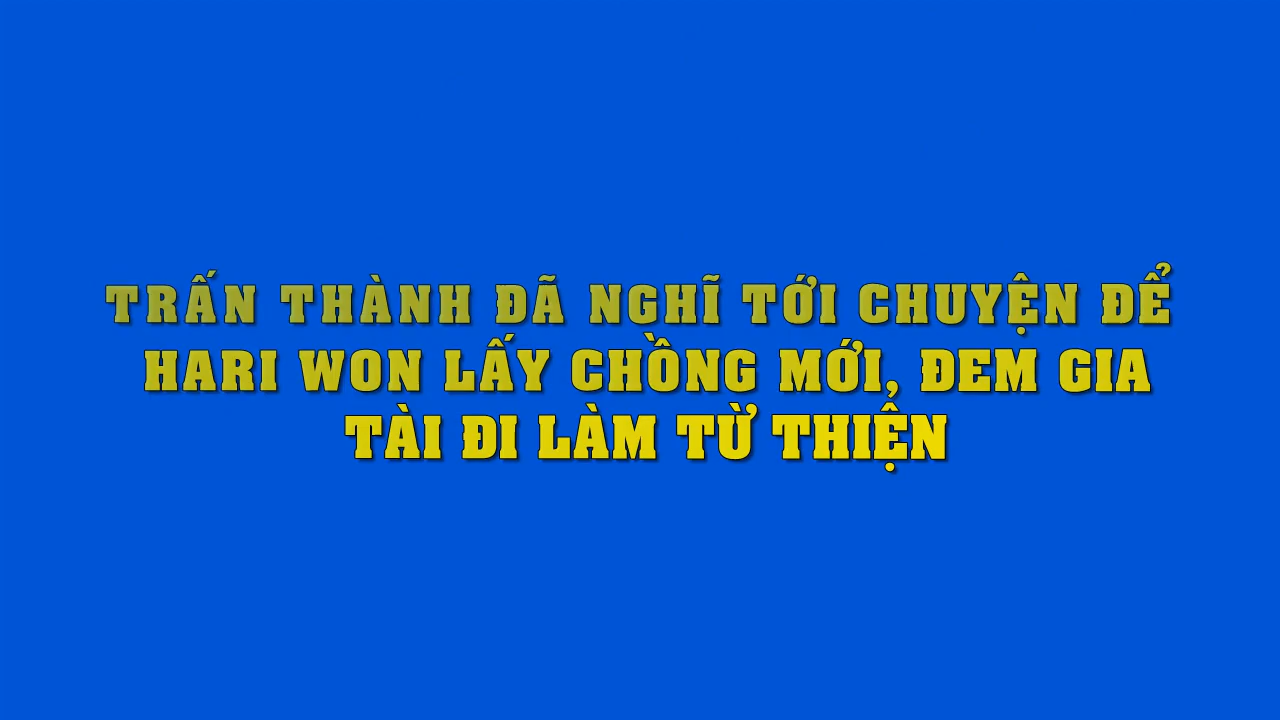 TRẤN THÀNH ĐÃ NGHĨ TỚI CHUYỆN ĐỂ
HARI WON LẤY CHỒNG MỚI, ĐEM GIA
TÀI ĐI LÀM TỪ THIỆN